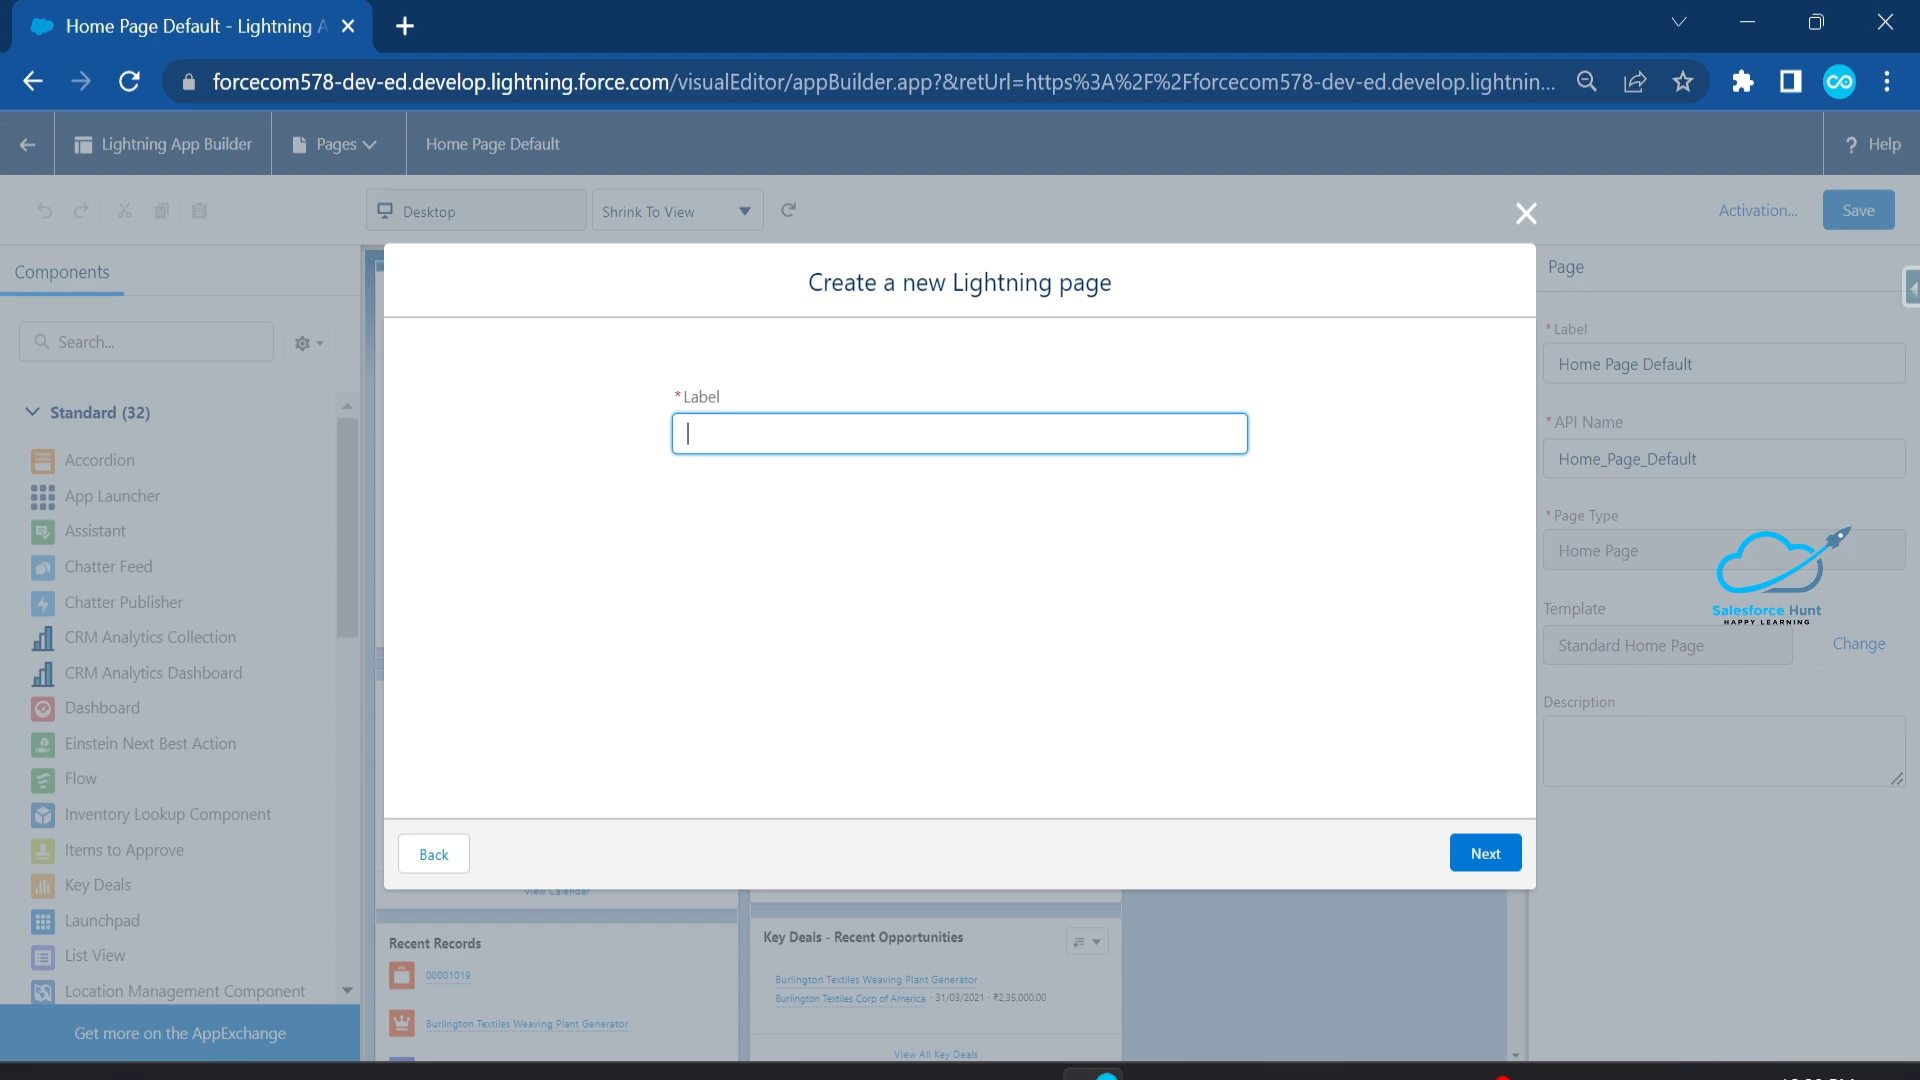 Home Page Default - Lightning A
forcecom578-dev-ed.develop.lightning.force.com/visualEditor/appBuilder.app?&retUrl=https%3A%2F%2Fforcecom578-dev-ed.develop.lightnin...
Lightning App Builder
Pages
Home Page Default
? Help
Desktop
Shrink To View
Activation...
Save
Components
Search...
Standard (32)
Accordion
App Launcher
Assistant
Chatter Feed
Chatter Publisher
CRM Analytics Collection
CRM Analytics Dashboard
Dashboard
Einstein Next Best Action
Flow
Inventory Lookup Component
Items to Approve
Key Deals
Launchpad
List View
Location Management Component
Get more on the AppExchange
Create a new Lightning page
* Label
Back
Next
View Calendar
Recent Records
00001019
Burlington Textiles Weaving Plant Generator
Key Deals - Recent Opportunities
Burlington Textiles Weaving Plant Generator
Burlington Textiles Corp of America · 31/03/2021 · ₹2,35,000.00
View All Key Deals
Page
* Label
Home Page Default
* API Name
Home_Page_Default
* Page Type
Home Page
Template
Standard Home Page
Change
Description
Salesforce Hunt
HAPPY LEARNING